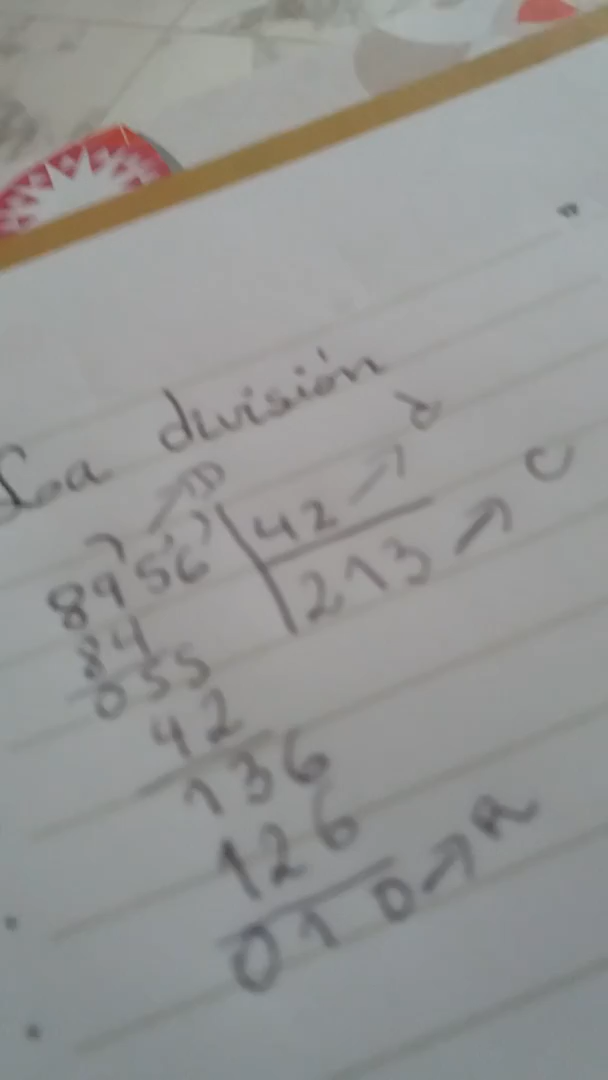 La división
D d
8956 42 C
84 213
055
42
136
126
010 R